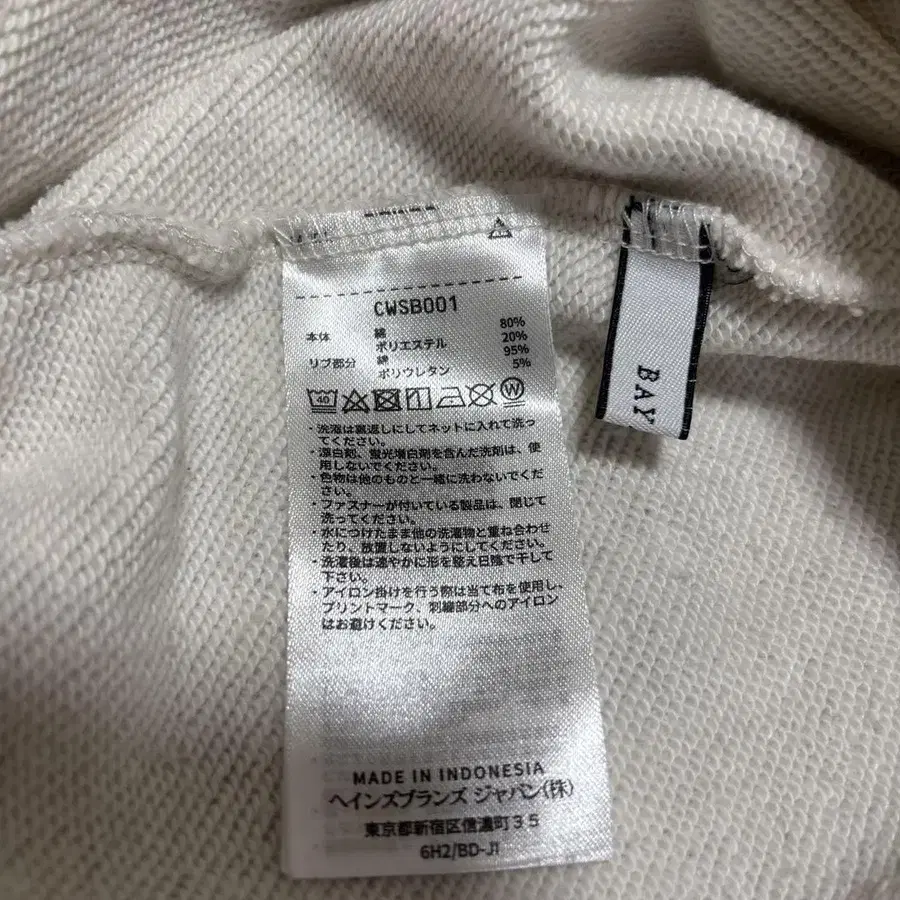 CWSB001
本体 綿 80%
ポリエステル 20%
リブ部分 綿 95%
ポリウレタン 5%
40 W
・洗濯は裏返しにしてネットに入れて洗っ
てください。
・漂白剤、蛍光増白剤を含んだ洗剤は、使
用しないでください。
・色物は他のものと一緒に洗わないでくだ
さい。
・ファスナーが付いている製品は、閉じて
洗ってください。
・水につけたまま他の洗濯物と重ね合わせ
たり、放置しないようにしてください。
・洗濯後は速やかに形を整え日陰で干して
下さい。
・アイロン掛けを行う際は当て布を使用し、
プリントマーク、刺繍部分へのアイロン
はお避けください。
MADE IN INDONESIA
ヘインズブランズ ジャパン(株)
東京都新宿区信濃町35
6H2/BD-J1
BAY